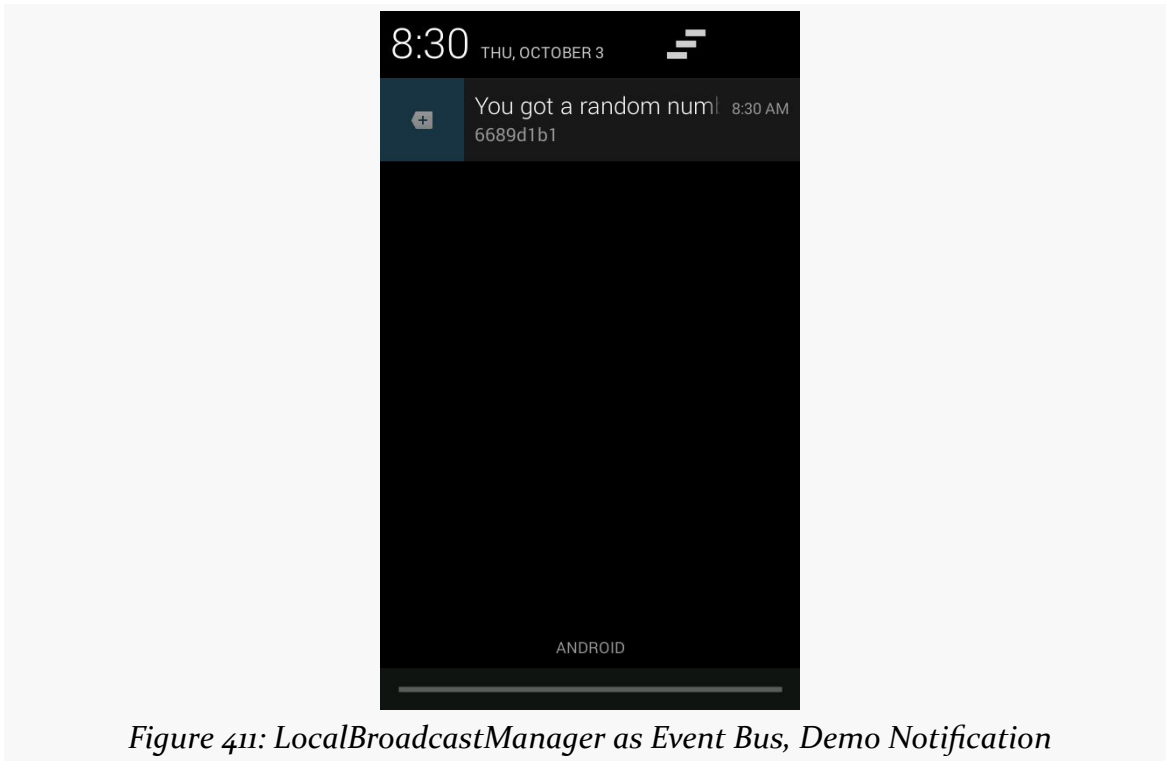 8:30 THU, OCTOBER 3
You got a random num 8:30 AM
6689d1b1
ANDROID
Figure 411: LocalBroadcastManager as Event Bus, Demo Notification